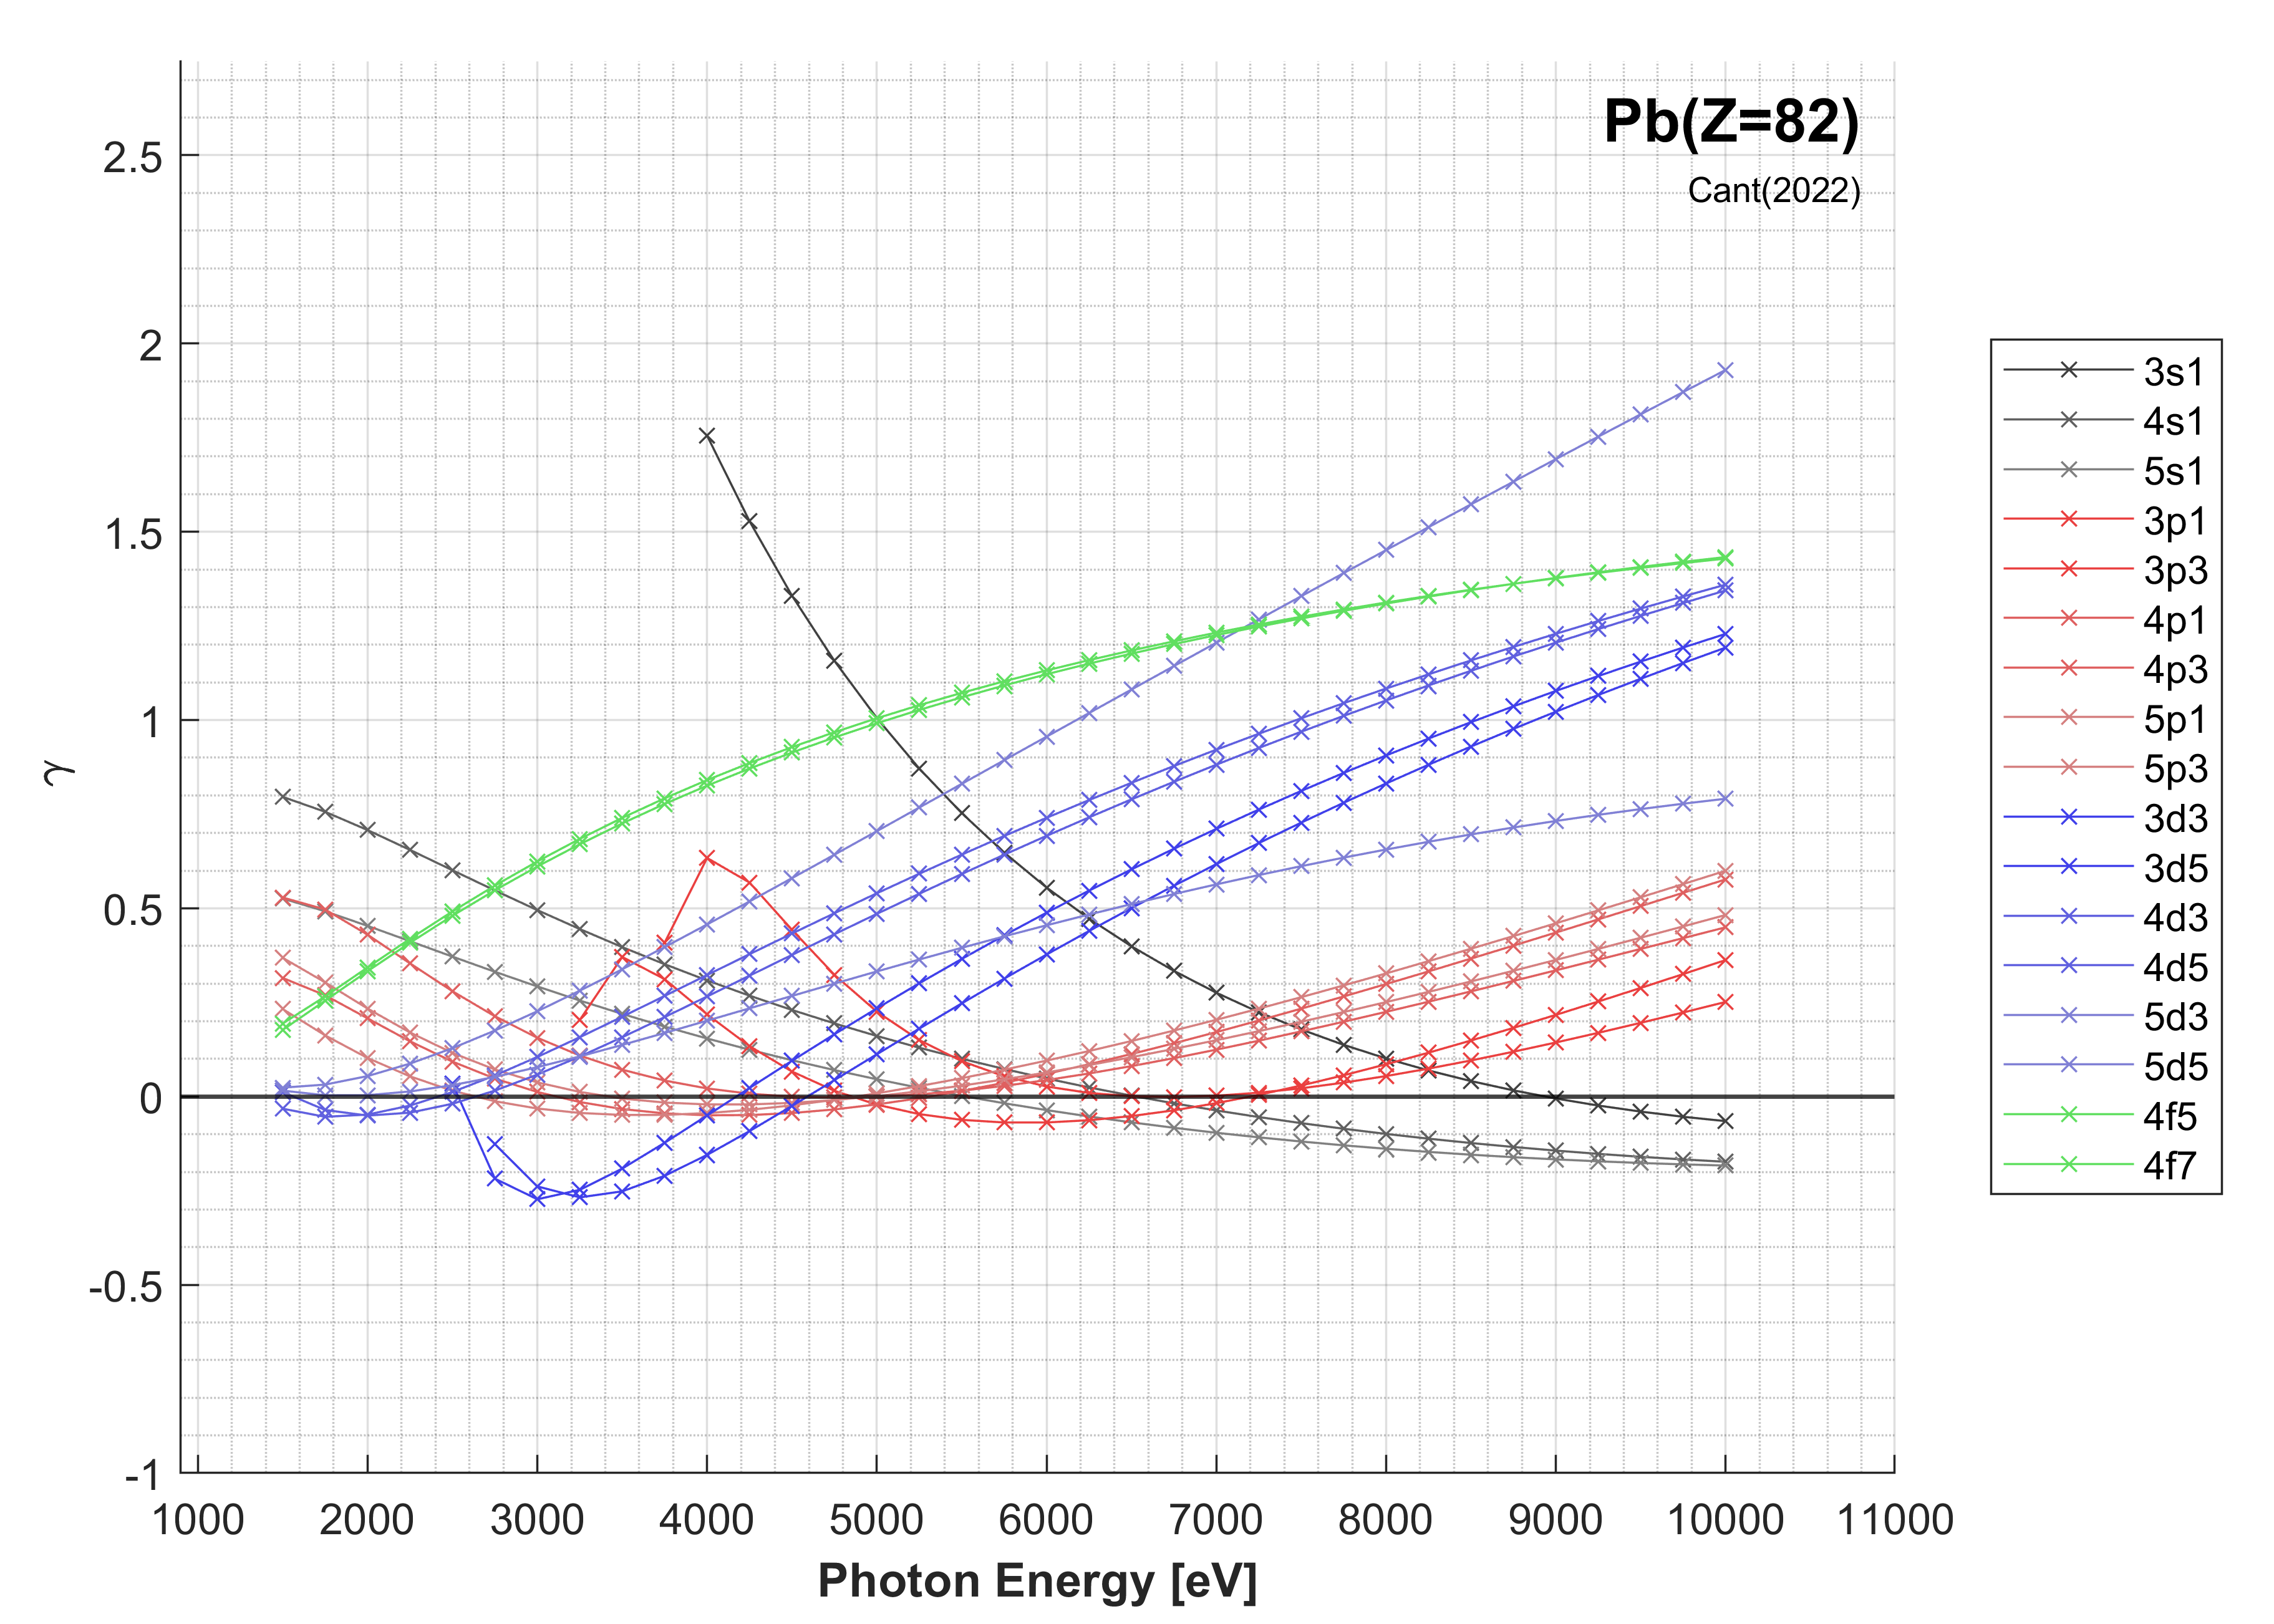 Pb(Z=82)
Cant(2022)
2.5
2
1.5
1
0.5
0
-0.5
-1
γ
1000 2000 3000 4000 5000 6000 7000 8000 9000 10000 11000
Photon Energy [eV]
3s1
4s1
5s1
3p1
3p3
4p1
4p3
5p1
5p3
3d3
3d5
4d3
4d5
5d3
5d5
4f5
4f7